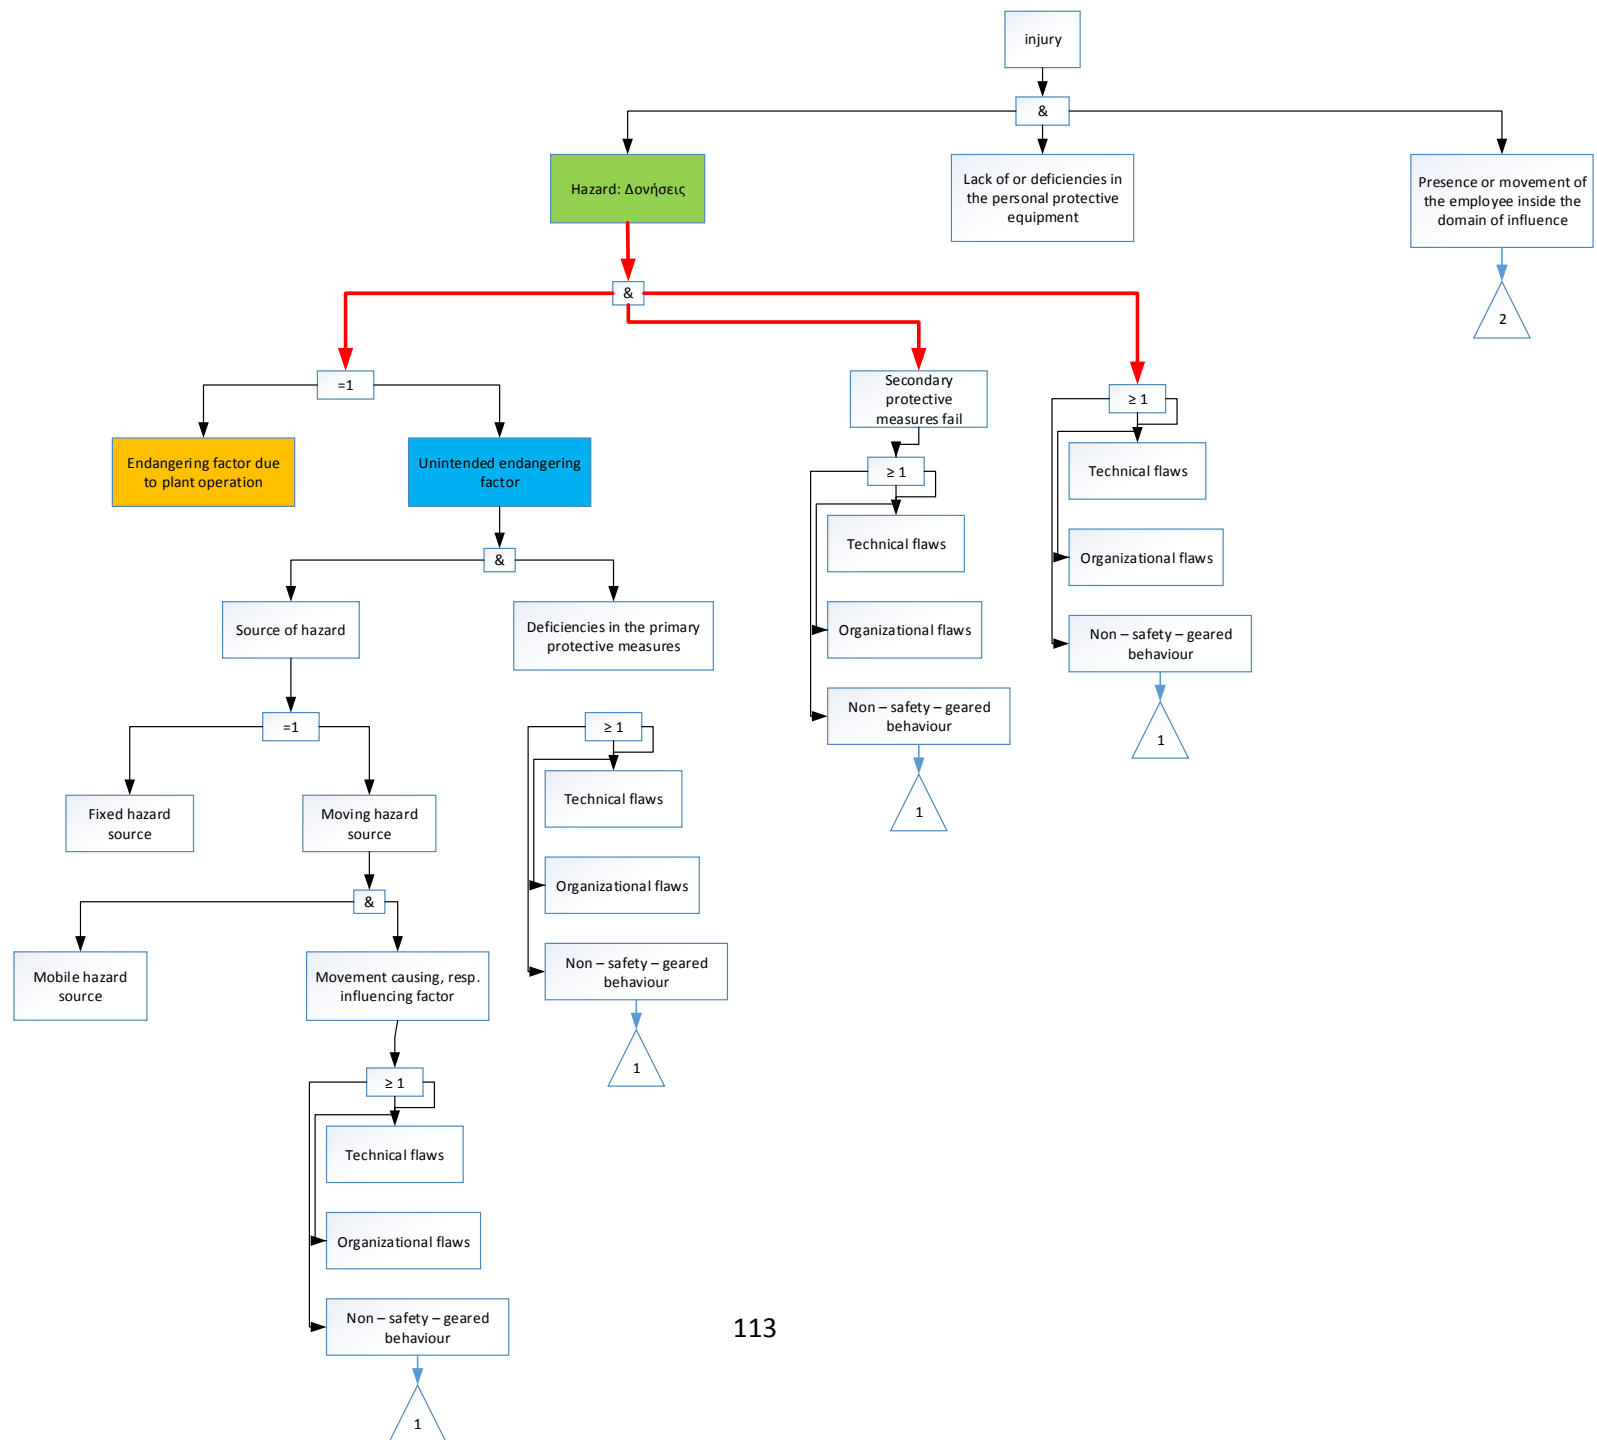 injury
&
Hazard: Δονήσεις
Lack of or deficiencies in
the personal protective
equipment
Presence or movement of
the employee inside the
domain of influence
2
&
=1
Endangering factor due
to plant operation
Unintended endangering
factor
&
Source of hazard
Deficiencies in the primary
protective measures
=1
Fixed hazard
source
Moving hazard
source
&
Mobile hazard
source
Movement causing, resp.
influencing factor
≥ 1
Technical flaws
Organizational flaws
Non – safety – geared
behaviour
1
≥ 1
Technical flaws
Organizational flaws
Non – safety – geared
behaviour
1
Secondary
protective
measures fail
≥ 1
Technical flaws
Organizational flaws
Non – safety – geared
behaviour
1
≥ 1
Technical flaws
Organizational flaws
Non – safety – geared
behaviour
1
113